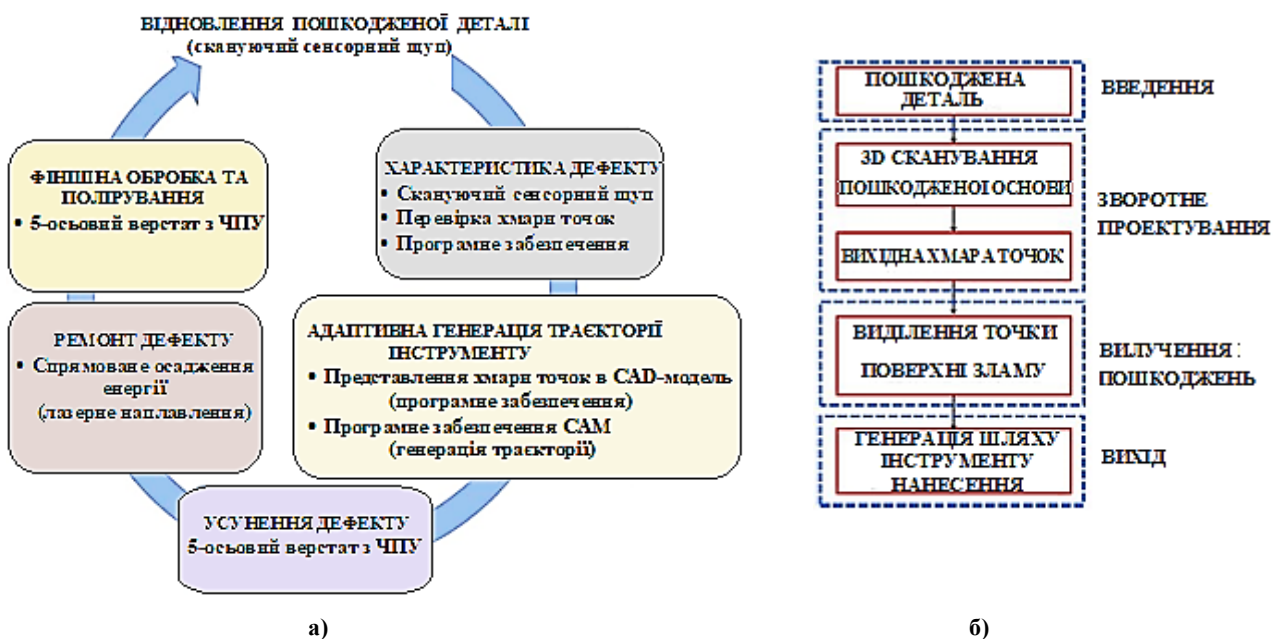 ВІДНОВЛЕННЯ ПОШКОДЖЕНОЇ ДЕТАЛІ
(скануючий сенсорний щуп)
ХАРАКТЕРИСТИКА ДЕФЕКТУ
• Скануючий сенсорний щуп
• Перевірка хмари точок
• Програмне забезпечення
АДАПТИВНА ГЕНЕРАЦІЯ ТРАЄКТОРІЇ
ІНСТРУМЕНТУ
• Представлення хмари точок в CAD-модель
(програмне забезпечення)
• Програмне забезпечення CAM
(генерація траєкторії)
УСУНЕННЯ ДЕФЕКТУ
5-осьовий верстат з ЧПУ
РЕМОНТ ДЕФЕКТУ
• Спрямоване осадження
енергії
(лазерне наплавлення)
ФІНІШНА ОБРОБКА ТА
ПОЛІРУВАННЯ
• 5-осьовий верстат з ЧПУ
а)
ПОШКОДЖЕНА
ДЕТАЛЬ
ВВЕДЕННЯ
3D СКАНУВАННЯ
ПОШКОДЖЕНОЇ ОСНОВИ
ВИХІДНА ХМАРА ТОЧОК
ЗВОРОТНЕ
ПРОЕКТУВАННЯ
ВИДІЛЕННЯ ТОЧКИ
ПОВЕРХНІ ЗЛАМУ
ВИЛУЧЕННЯ:
ПОШКОДЖЕНЬ
ГЕНЕРАЦІЯ ШЛЯХУ
ІНСТРУМЕНТУ
НАНЕСЕННЯ
ВИХІД
б)